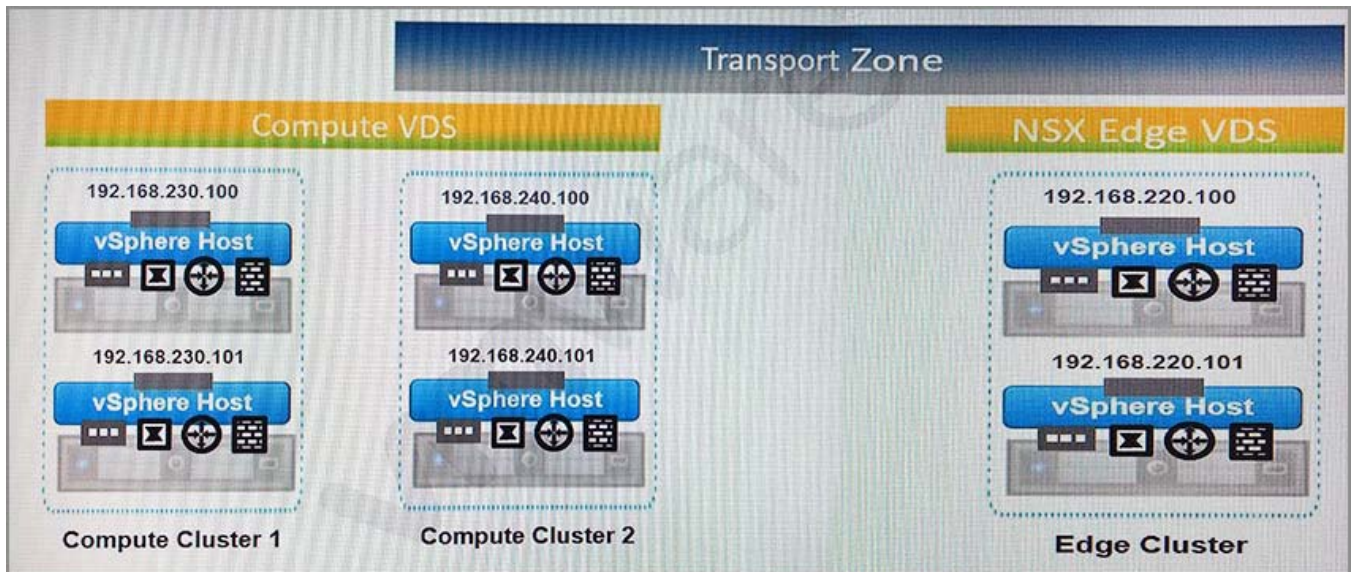 Transport Zone
Compute VDS
NSX Edge VDS
192.168.230.100
vSphere Host
192.168.230.101
vSphere Host
Compute Cluster 1
192.168.240.100
vSphere Host
192.168.240.101
vSphere Host
Compute Cluster 2
192.168.220.100
vSphere Host
192.168.220.101
vSphere Host
Edge Cluster